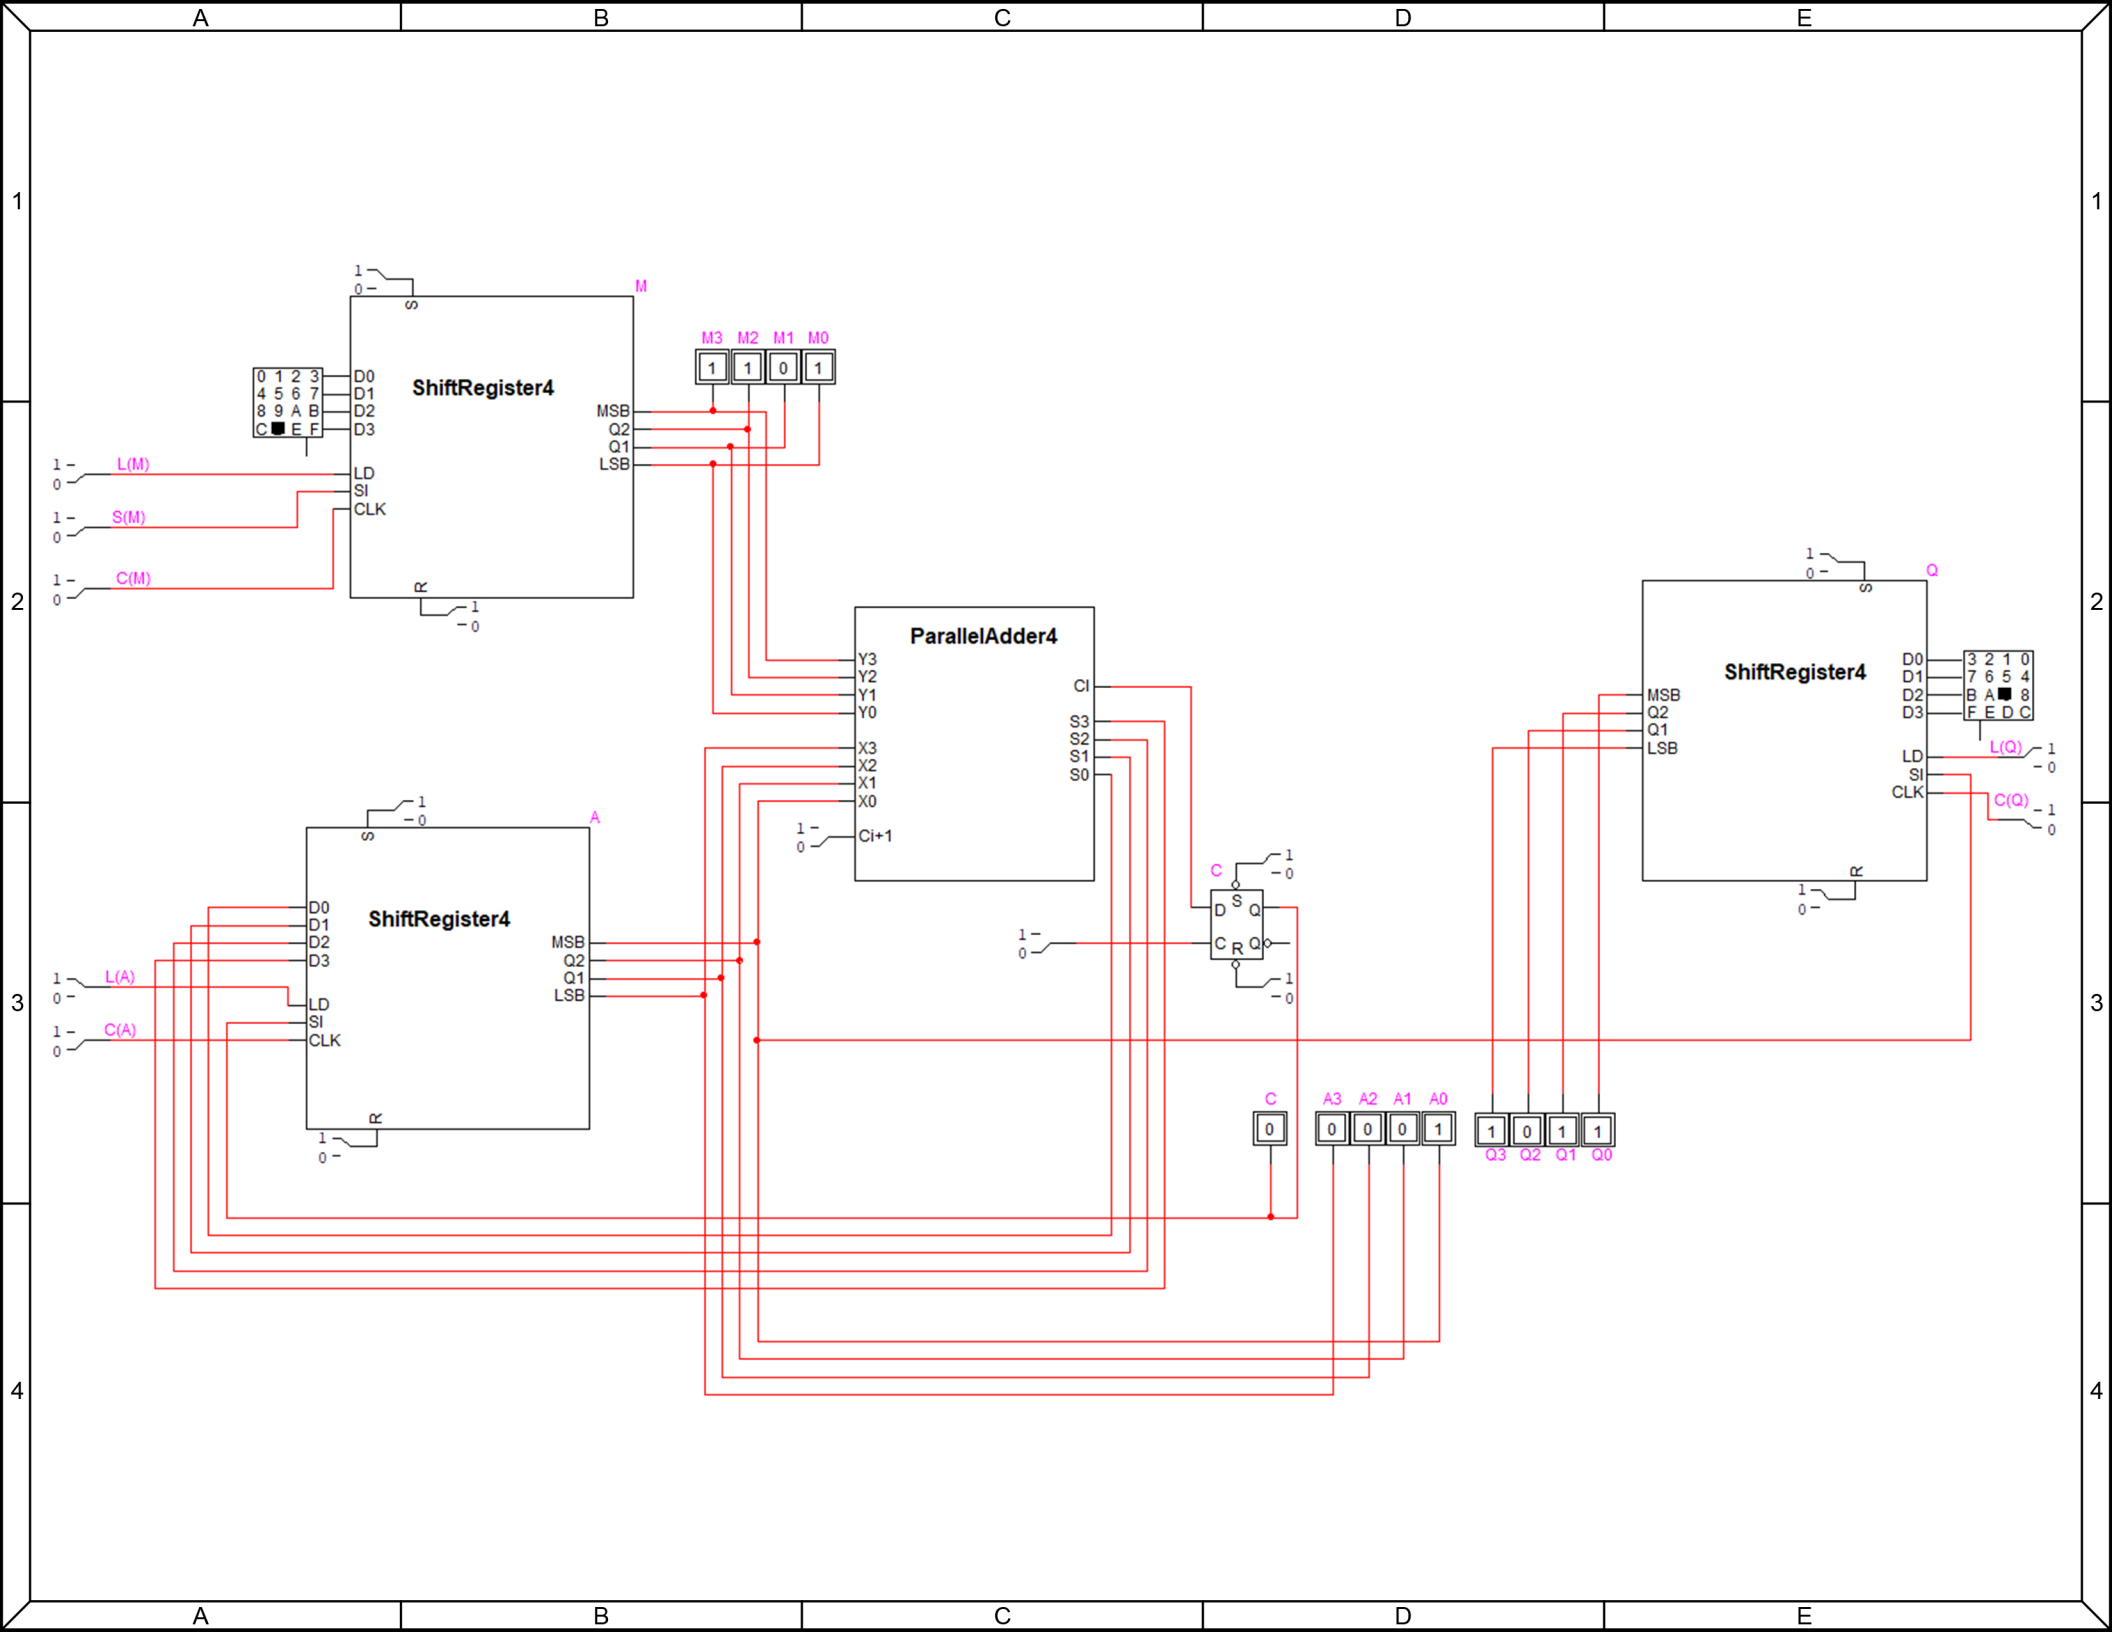 A B C D E
1 1
1
0
S
M
M3 M2 M1 M0
1 1 0 1
ShiftRegister4
0 1 2 3 D0
4 5 6 7 D1
8 9 A B D2
C E F D3
MSB
Q2
Q1
LSB
1
0
L(M)
LD
SI
1
0
S(M)
CLK
1
0
C(M)
R
1
0
2 2
ParallelAdder4
Y3
Y2
Y1
Y0
X3
X2
X1
X0
Ci+1
1
0
CI
S3
S2
S1
S0
1
0
S
Q
ShiftRegister4
MSB
Q2
Q1
LSB
D0 3 2 1 0
D1 7 6 5 4
D2 B A 8
D3 F E D C
LD
L(Q)
1
0
SI
CLK
C(Q)
1
0
R
1
0
1
0
S
A
ShiftRegister4
D0
D1
D2
D3
MSB
Q2
Q1
LSB
1
0
L(A)
LD
SI
1
0
C(A)
CLK
R
1
0
3 3
C
1
0
D S Q
C R Q
1
0
1
0
C A3 A2 A1 A0
0 0 0 0 1 1 0 1 1
Q3 Q2 Q1 Q0
4 4
A B C D E